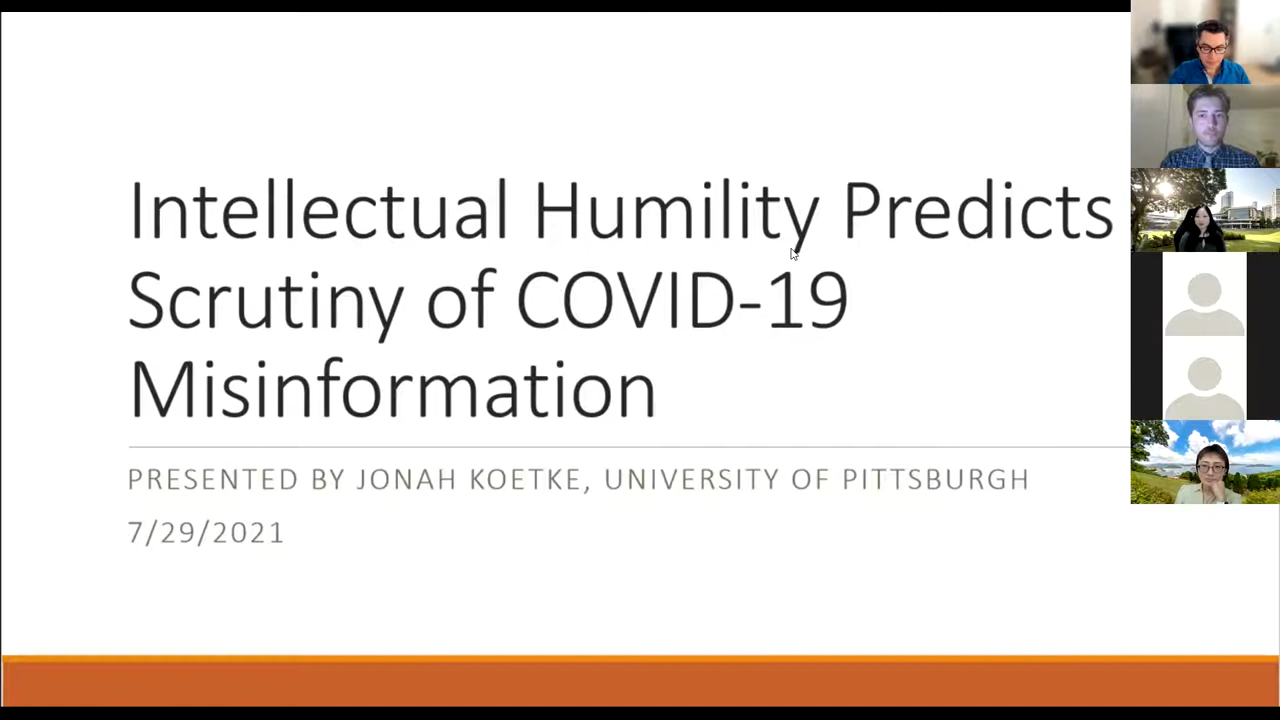 Intellectual Humility Predicts
Scrutiny of COVID-19
Misinformation
PRESENTED BY JONAH KOETKE, UNIVERSITY OF PITTSBURGH
7/29/2021